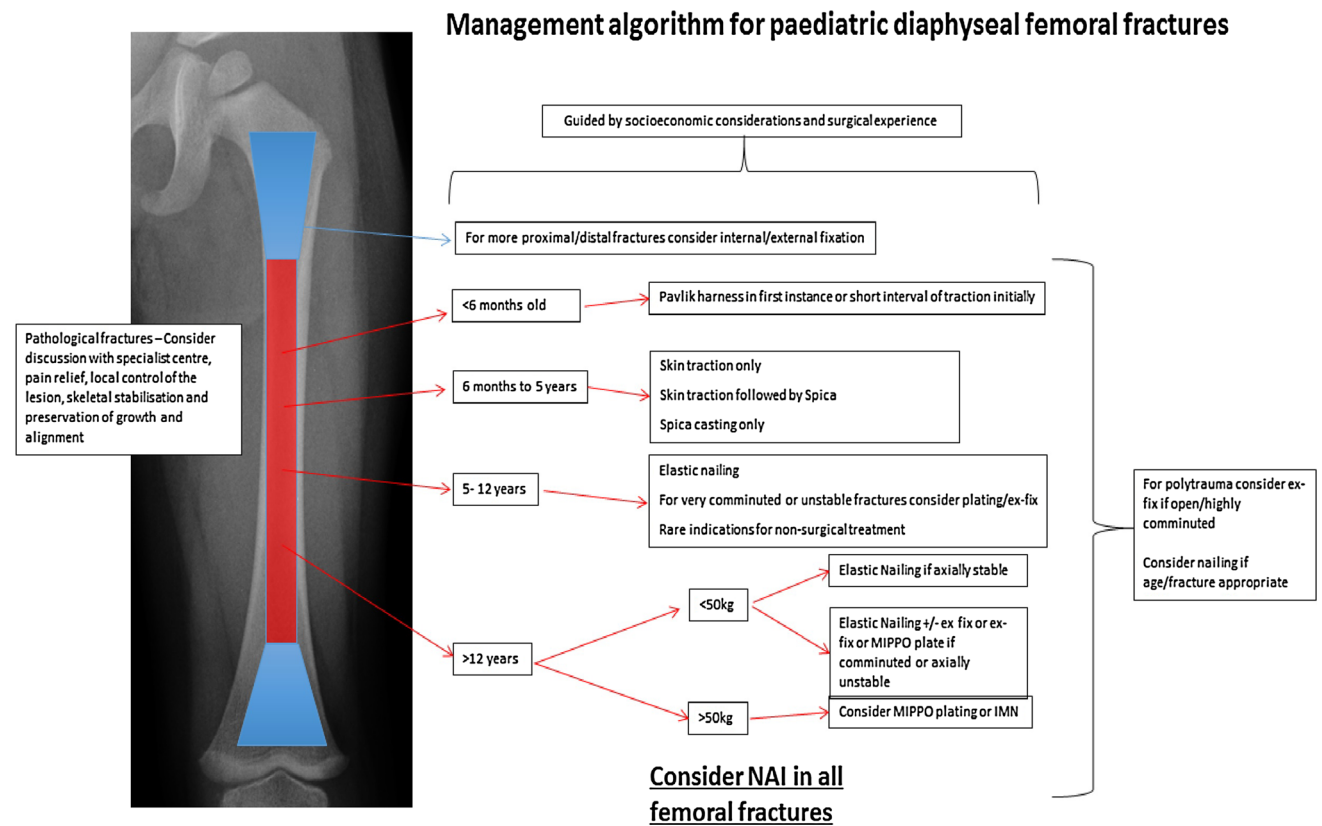 Management algorithm for paediatric diaphyseal femoral fractures
Guided by socioeconomic considerations and surgical experience
For more proximal/distal fractures consider internal/external fixation
<6 months old
Pavlik harness in first instance or short interval of traction initially
Pathological fractures – Consider
discussion with specialist centre,
pain relief, local control of the
lesion, skeletal stabilisation and
preservation of growth and
alignment
6 months to 5 years
Skin traction only
Skin traction followed by Spica
Spica casting only
5- 12 years
Elastic nailing
For very comminuted or unstable fractures consider plating/ex-fix
Rare indications for non-surgical treatment
>12 years
<50kg
Elastic Nailing if axially stable
Elastic Nailing +/- ex fix or ex-
fix or MIPPO plate if
comminuted or axially
unstable
>50kg
Consider MIPPO plating or IMN
For polytrauma consider ex-
fix if open/highly
comminuted
Consider nailing if
age/fracture appropriate
Consider NAI in all
femoral fractures